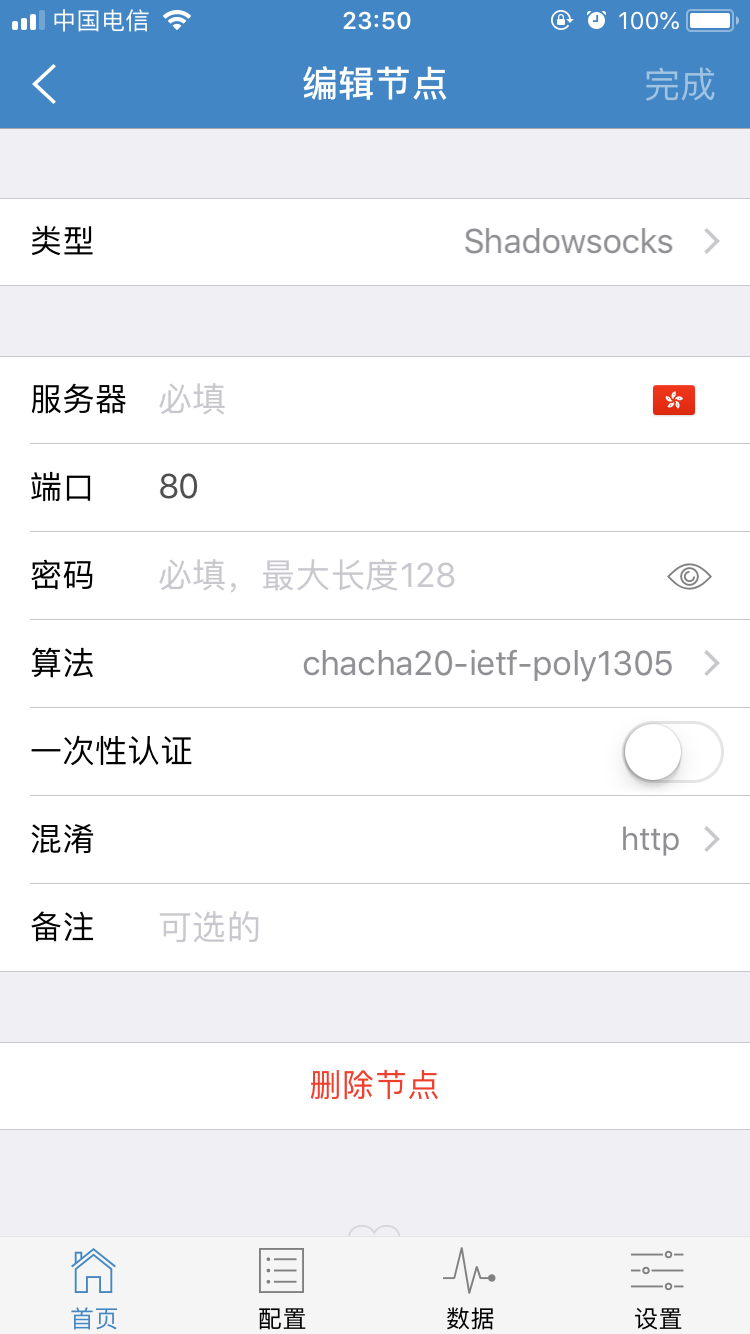 中国电信 23:50 100%
编辑节点 完成
类型 Shadowsocks
服务器 必填
端口 80
密码 必填，最大长度128
算法 chacha20-ietf-poly1305
一次性认证
混淆 http
备注 可选的
删除节点
首页 配置 数据 设置